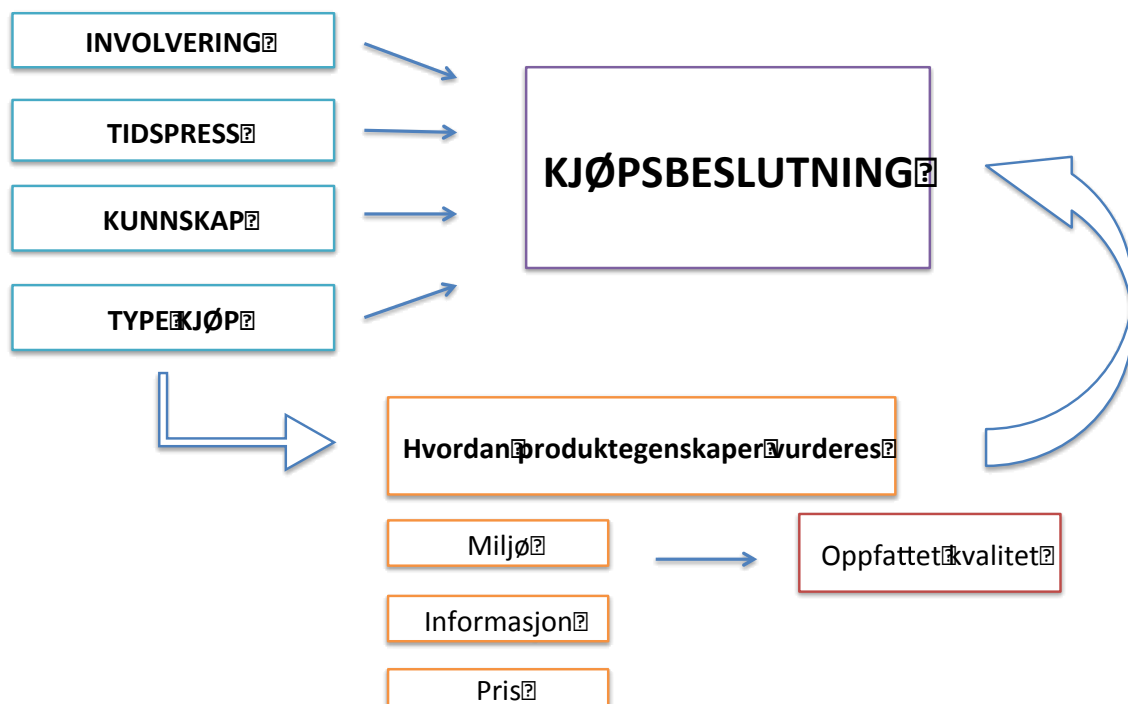 INVOLVERING
TIDSPRESS
KUNNSKAP
TYPE KJØP
KJØPSBESLUTNING
Hvordan produktegenskaper vurderes
Miljø
Oppfattet kvalitet
Informasjon
Pris